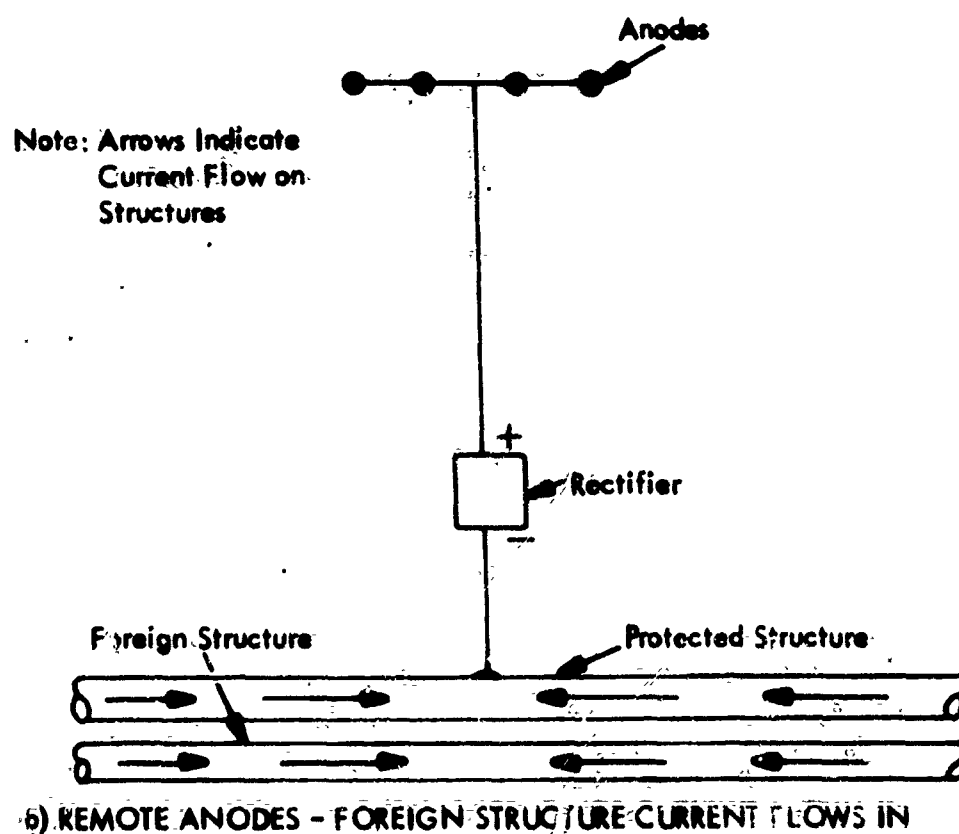 Anodes
Note: Arrows Indicate
Current Flow on
Structures
+
Rectifier
−
Foreign Structure
Protected Structure
b) REMOTE ANODES - FOREIGN STRUCTURE CURRENT FLOWS IN